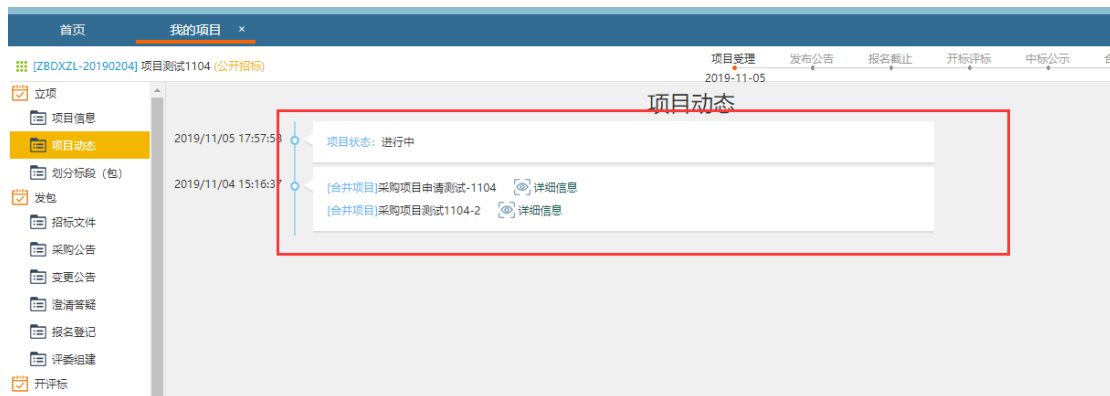 首页 我的项目 ×
[ZBDXZL-20190204] 项目测试1104 (公开招标)
项目受理 发布公告 报名截止 开标评标 中标公示
2019-11-05
立项
项目信息
项目动态
划分标段（包）
发包
招标文件
采购公告
变更公告
澄清答疑
报名登记
评委组建
开评标
项目动态
2019/11/05 17:57:58 项目状态：进行中
2019/11/04 15:16:37 [合并项目]采购项目申请测试-1104 详细信息
[合并项目]采购项目测试1104-2 详细信息